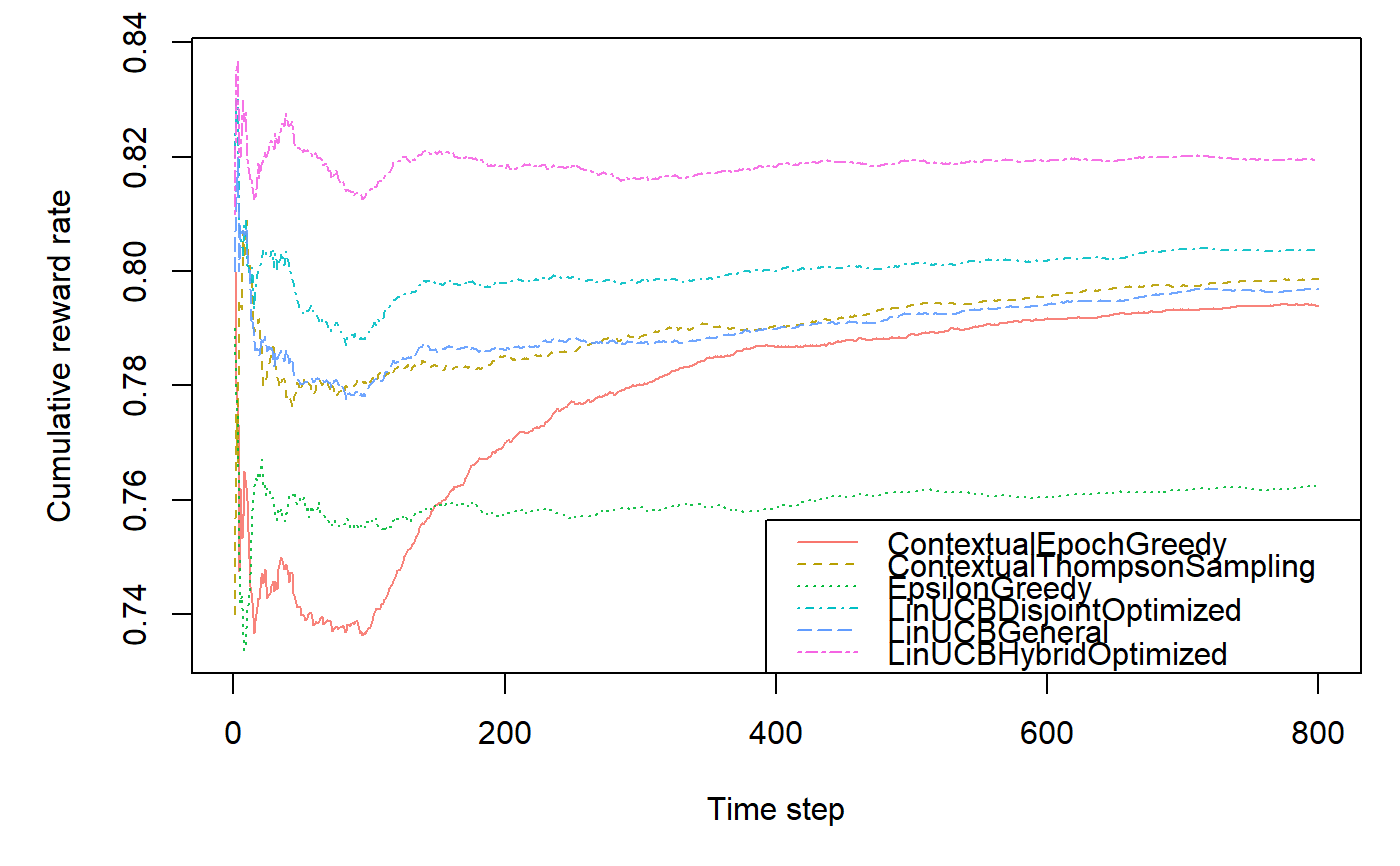 0.84
0.82
0.80
0.78
0.76
0.74
Cumulative reward rate
ContextualEpochGreedy
ContextualThompsonSampling
EpsilonGreedy
LinUCBDisjointOptimized
LinUCBGeneral
LinUCBHybridOptimized
0 200 400 600 800
Time step